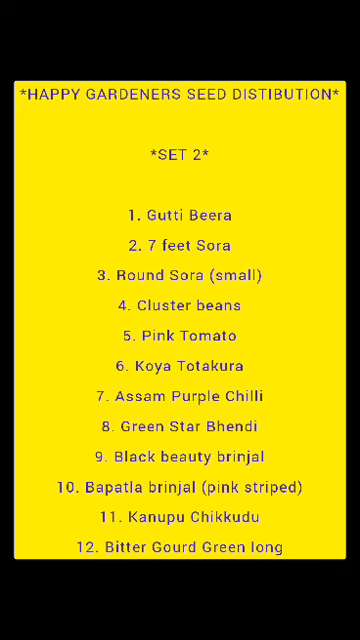 *HAPPY GARDENERS SEED DISTIBUTION*
*SET 2*
1. Gutti Beera
2. 7 feet Sora
3. Round Sora (small)
4. Cluster beans
5. Pink Tomato
6. Koya Totakura
7. Assam Purple Chilli
8. Green Star Bhendi
9. Black beauty brinjal
10. Bapatla brinjal (pink striped)
11. Kanupu Chikkudu
12. Bitter Gourd Green long